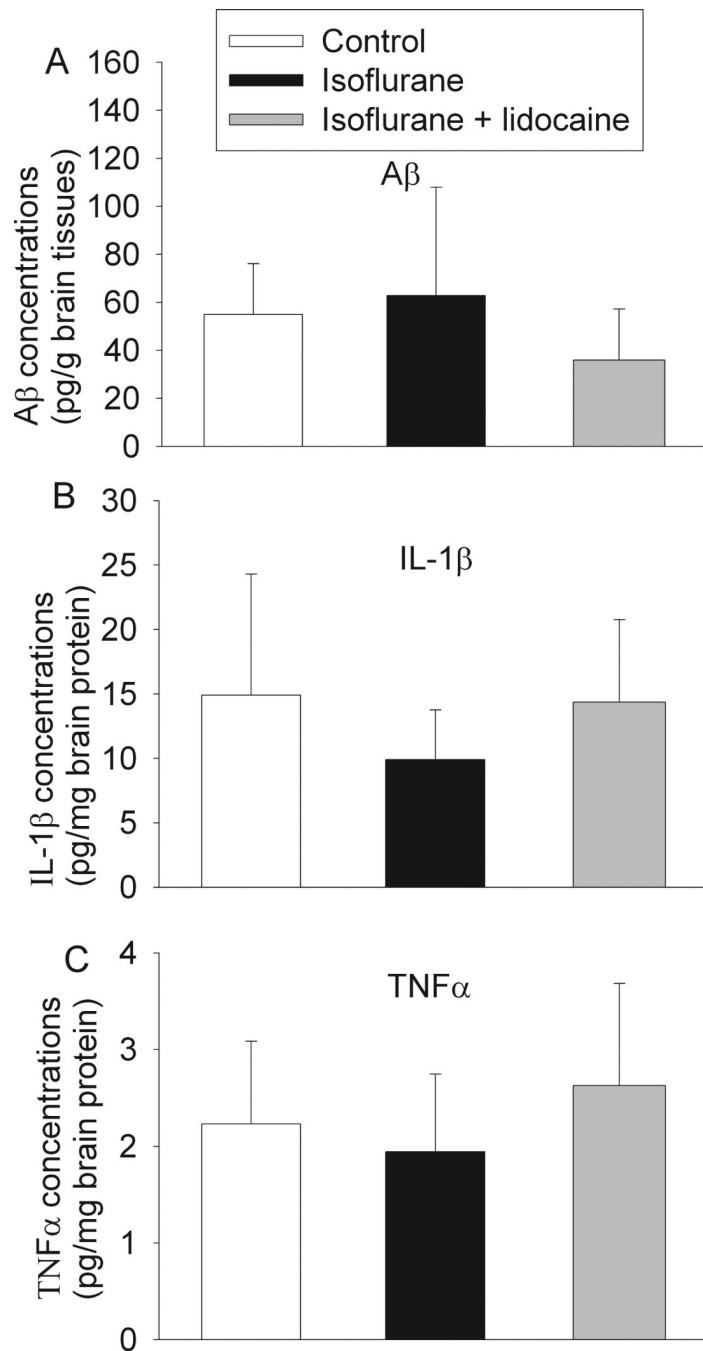 Control
Isoflurane
Isoflurane + lidocaine
A
Aβ
Aβ concentrations
(pg/g brain tissues)
160
140
120
100
80
60
40
20
0
B
IL-1β
IL-1β concentrations
(pg/mg brain protein)
30
25
20
15
10
5
0
C
TNFα
TNFα concentrations
(pg/mg brain protein)
4
3
2
1
0